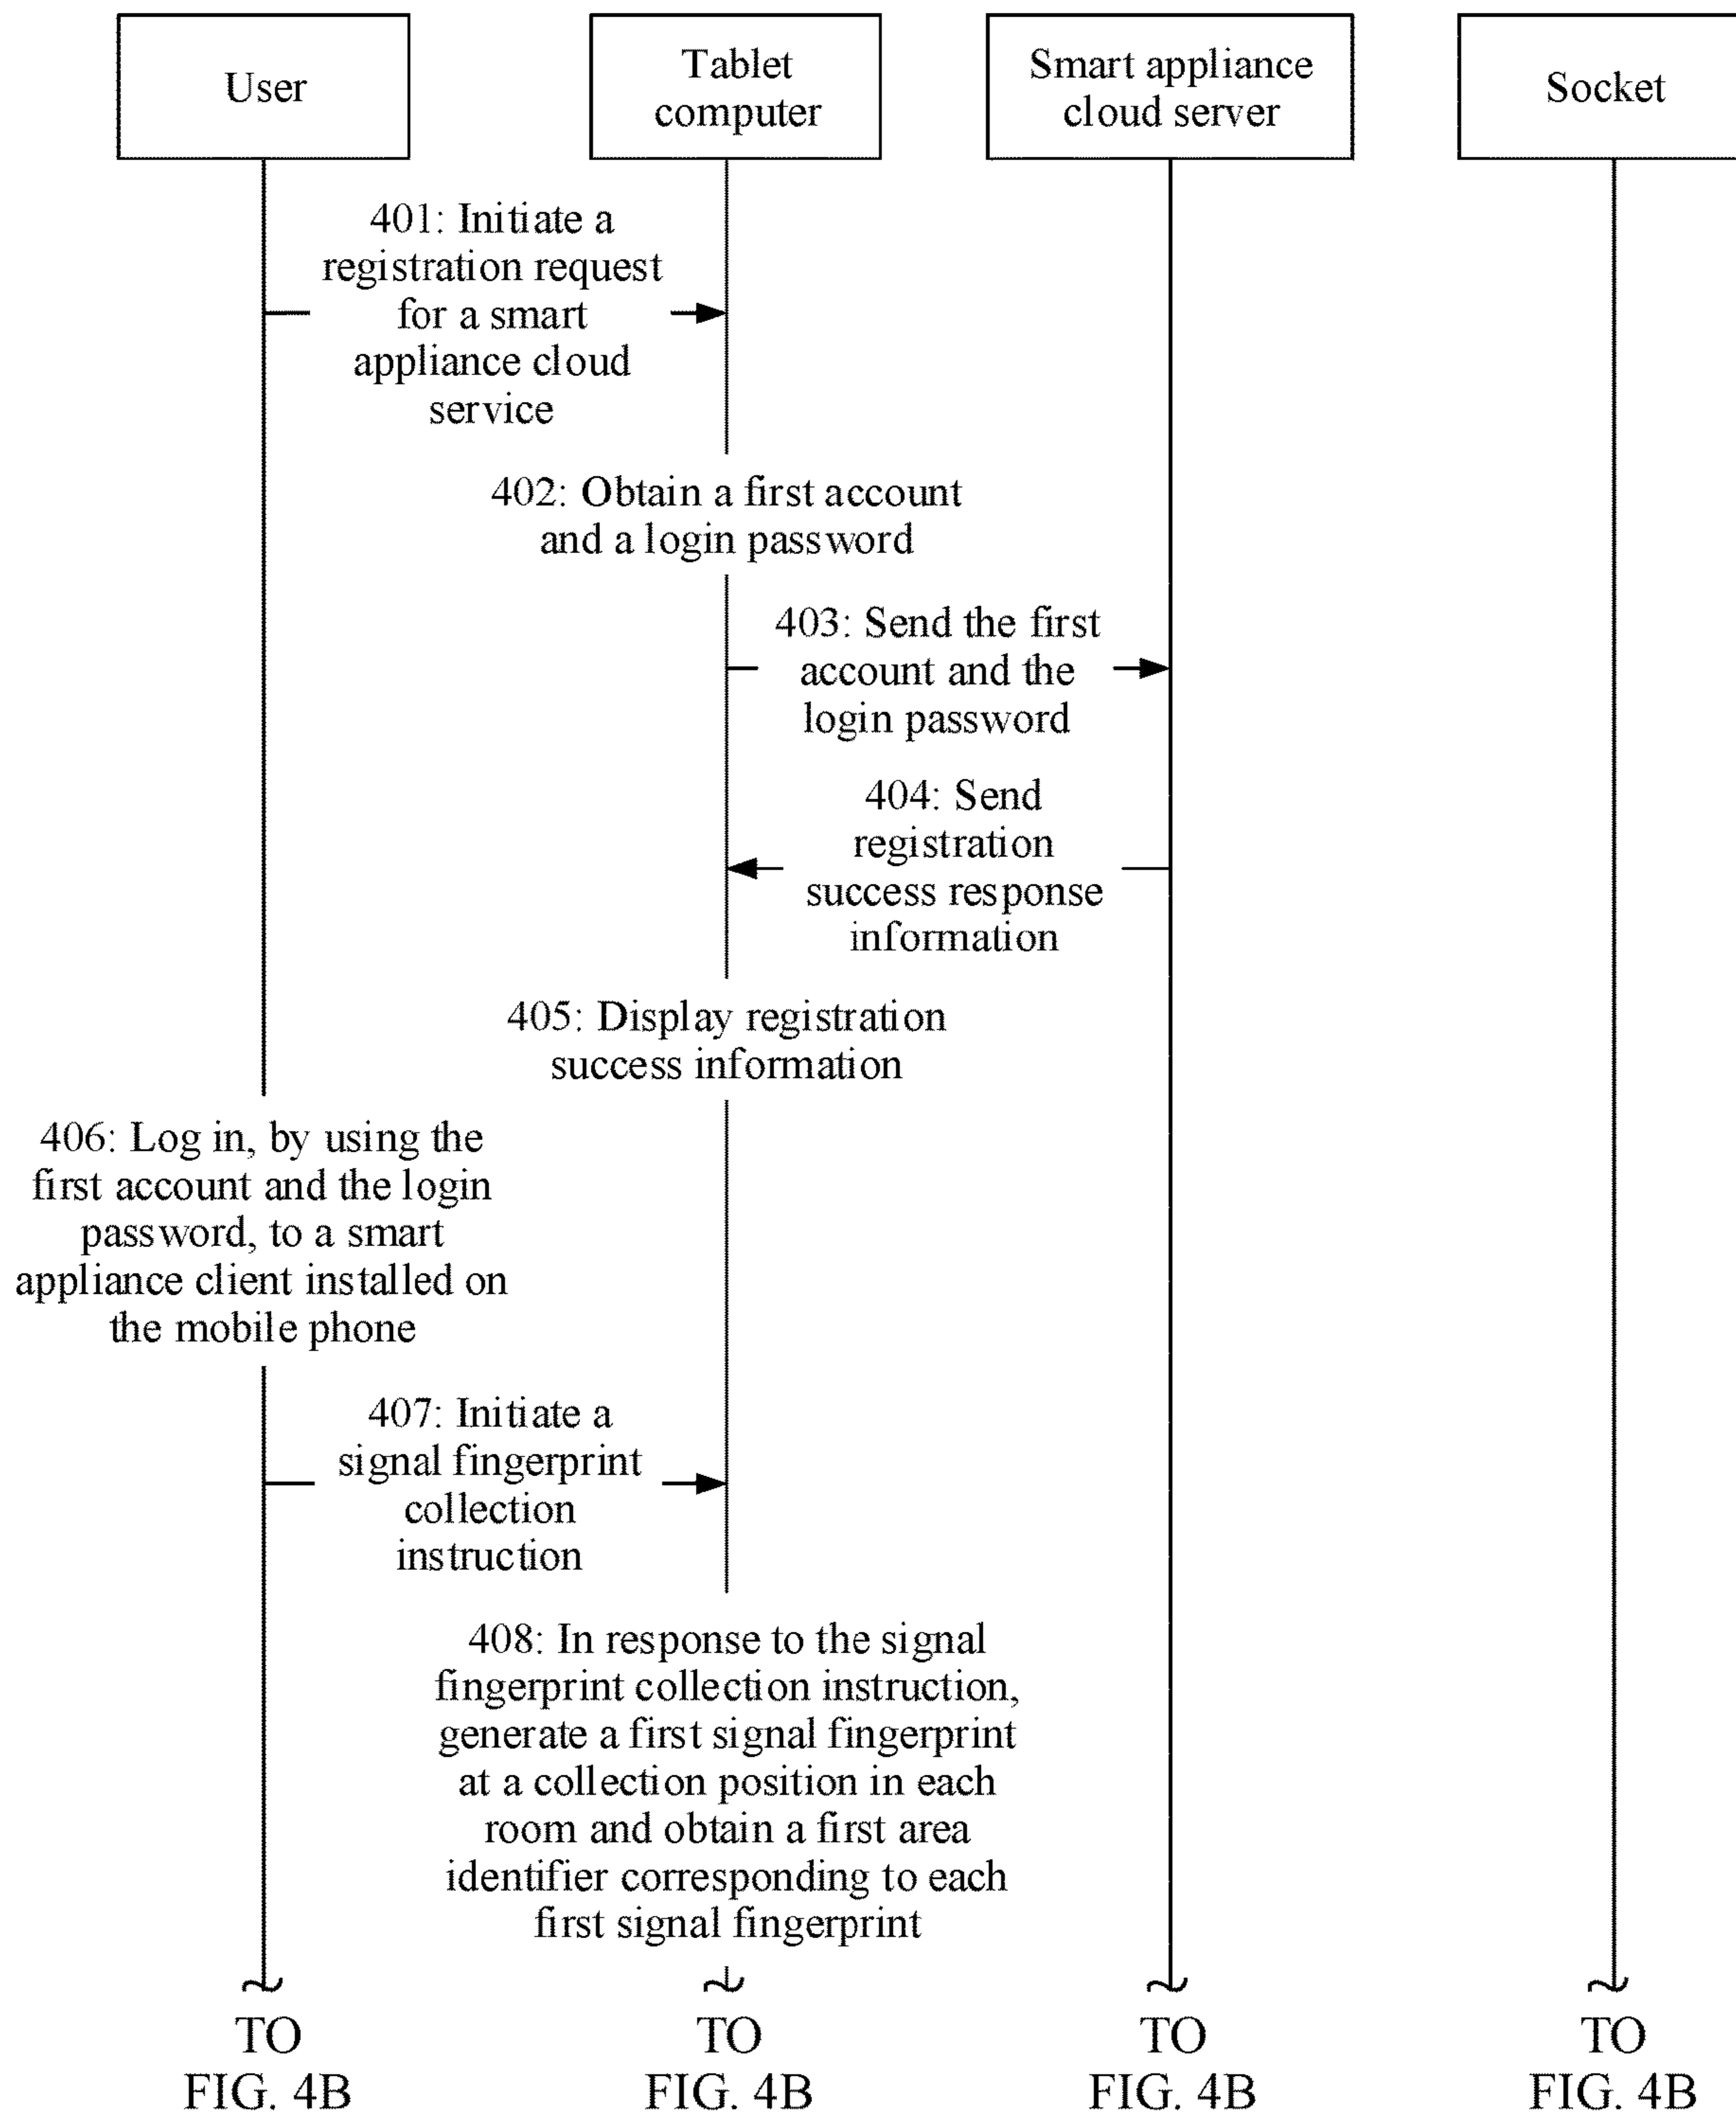 User
Tablet
computer
Smart appliance
cloud server
Socket
401: Initiate a
registration request
for a smart
appliance cloud
service
402: Obtain a first account
and a login password
403: Send the first
account and the
login password
404: Send
registration
success response
information
405: Display registration
success information
406: Log in, by using the
first account and the login
password, to a smart
appliance client installed on
the mobile phone
407: Initiate a
signal fingerprint
collection
instruction
408: In response to the signal
fingerprint collection instruction,
generate a first signal fingerprint
at a collection position in each
room and obtain a first area
identifier corresponding to each
first signal fingerprint
TO
FIG. 4B
TO
FIG. 4B
TO
FIG. 4B
TO
FIG. 4B